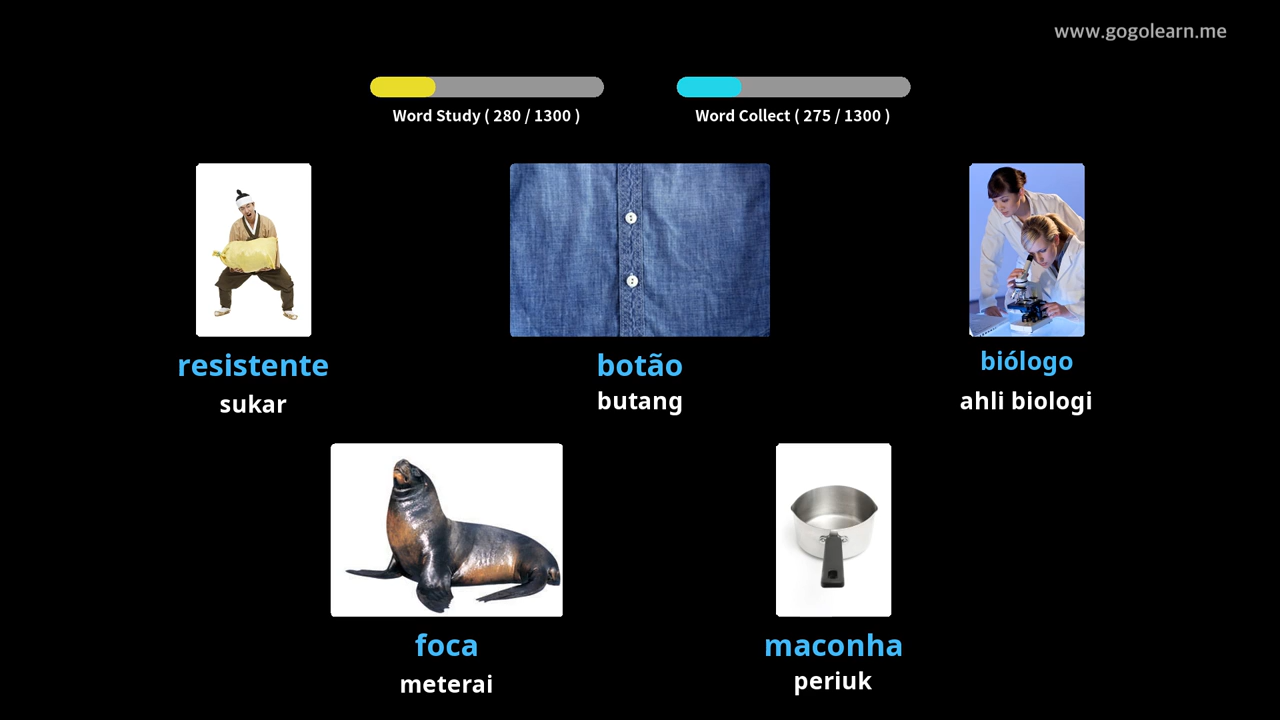 www.gogolearn.me
Word Study ( 280 / 1300 )
Word Collect ( 275 / 1300 )
resistente
sukar
botão
butang
biólogo
ahli biologi
foca
meterai
maconha
periuk